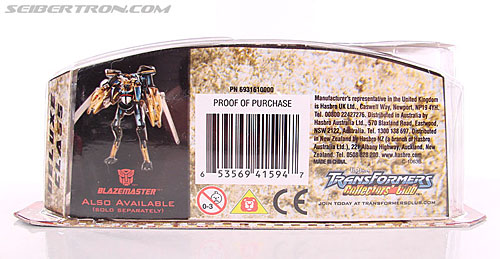 SEIBERTRON.COM
BLAZEMASTER
ALSO AVAILABLE
(SOLD SEPARATELY)
PN 6931610000
PROOF OF PURCHASE
6 53569 41594 7
0-3
CE
Manufacturer's representative in the United Kingdom
is Hasbro UK Ltd., Caswell Way, Newport, NP19 4YH.
Tel. 00800 22427276. Distributed in Australia by
Hasbro Australia Ltd., 570 Blaxland Road, Eastwood,
NSW 2122, Australia. Tel. 1300 138 697. Distributed
in New Zealand by Hasbro NZ (a branch of Hasbro
Australia Ltd.), 221 Albany Highway, Auckland, New
Zealand. Tel. 0508 828 200. www.hasbro.com
TRANSFORMERS
Collectors' Club
JOIN TODAY AT TRANSFORMERSCLUB.COM